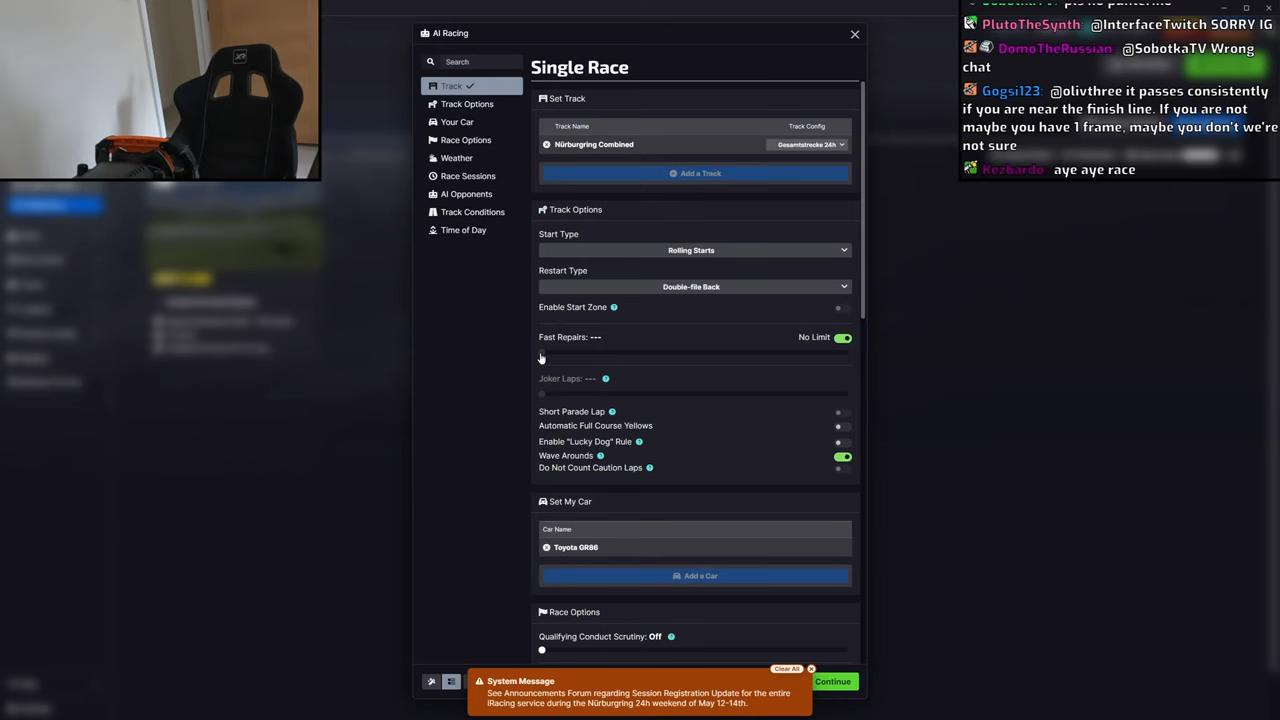 AI Racing
Search
Track
Track Options
Your Car
Race Options
Weather
Race Sessions
AI Opponents
Track Conditions
Time of Day
Single Race
Set Track
Track Name Track Config
Nürburgring Combined Gesamtstrecke 24h
Add a Track
Track Options
Start Type
Rolling Starts
Restart Type
Double-file Back
Enable Start Zone
Fast Repairs: --- No Limit
Joker Laps: ---
Short Parade Lap
Automatic Full Course Yellows
Enable "Lucky Dog" Rule
Wave Arounds
Do Not Count Caution Laps
Set My Car
Car Name
Toyota GR86
Add a Car
Race Options
Qualifying Conduct Scrutiny: Off
Clear All
System Message
See Announcements Forum regarding Session Registration Update for the entire
iRacing service during the Nürburgring 24h weekend of May 12-14th.
Continue
PlutoTheSynth @InterfaceTwitch SORRY IG
DomoTheRussian @SobotkaTV Wrong
chat
Gogsi123: @olivthree it passes consistently
if you are near the finish line. If you are not
maybe you have 1 frame, maybe you don't we're
not sure
Kezbardo aye aye race